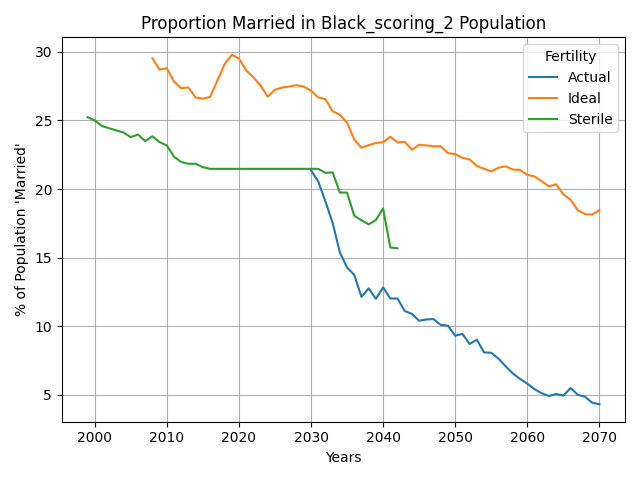 Proportion Married in Black_scoring_2 Population
% of Population 'Married'
30
25
20
15
10
5
Fertility
Actual
Ideal
Sterile
2000 2010 2020 2030 2040 2050 2060 2070
Years